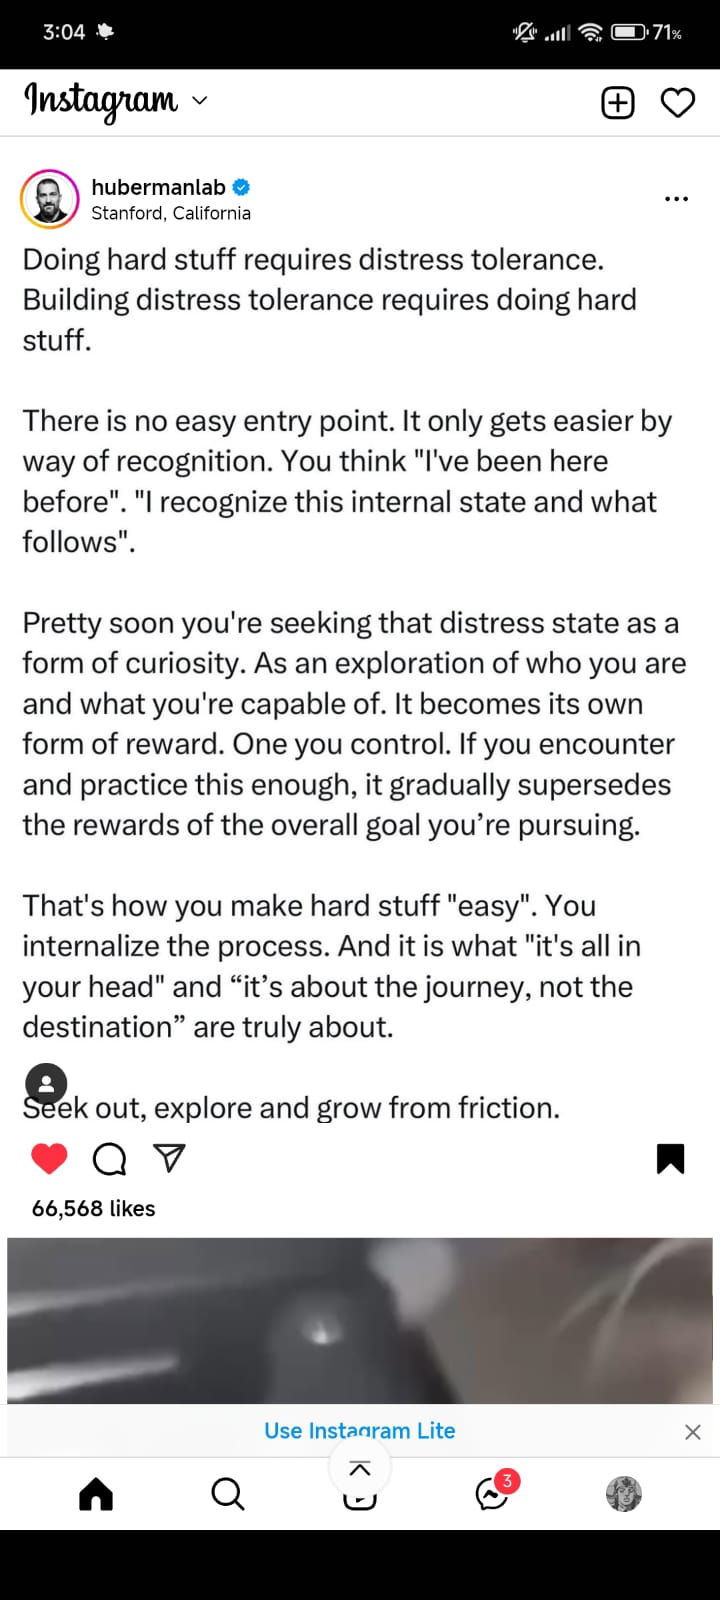 3:04
71%
Instagram
hubermanlab
Stanford, California
Doing hard stuff requires distress tolerance.
Building distress tolerance requires doing hard
stuff.
There is no easy entry point. It only gets easier by
way of recognition. You think "I've been here
before". "I recognize this internal state and what
follows".
Pretty soon you're seeking that distress state as a
form of curiosity. As an exploration of who you are
and what you're capable of. It becomes its own
form of reward. One you control. If you encounter
and practice this enough, it gradually supersedes
the rewards of the overall goal you’re pursuing.
That's how you make hard stuff "easy". You
internalize the process. And it is what "it's all in
your head" and “it’s about the journey, not the
destination” are truly about.
Seek out, explore and grow from friction.
66,568 likes
Use Instagram Lite
3